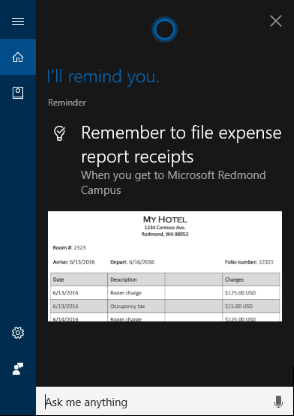 I'll remind you.
Reminder
Remember to file expense
report receipts
When you get to Microsoft Redmond
Campus
MY HOTEL
1234 Contoso Ave.
Redmond, WA 98053
Room #: 2323
Arrive: 6/13/2016 Depart: 6/16/2016 Folio number: 12321
Date Description Charges
6/13/2016 Room charge $125.00 USD
6/13/2016 Occupancy tax $15.00 USD
6/14/2016 Room charge $125.00 USD
Ask me anything